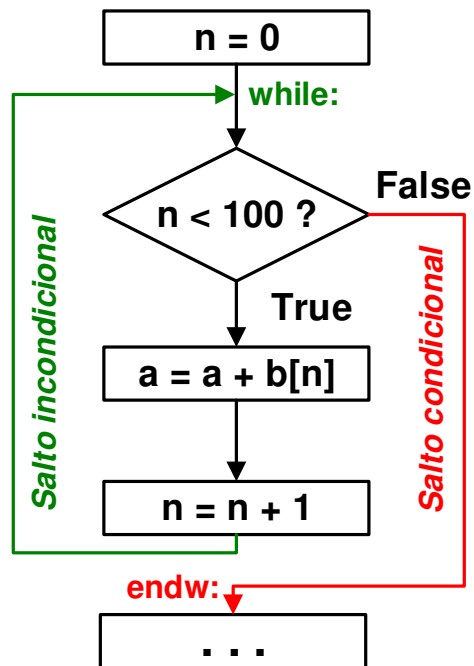 n = 0
while:
False
n < 100 ?
True
Salto incondicional
Salto condicional
a = a + b[n]
n = n + 1
endw:
. . .